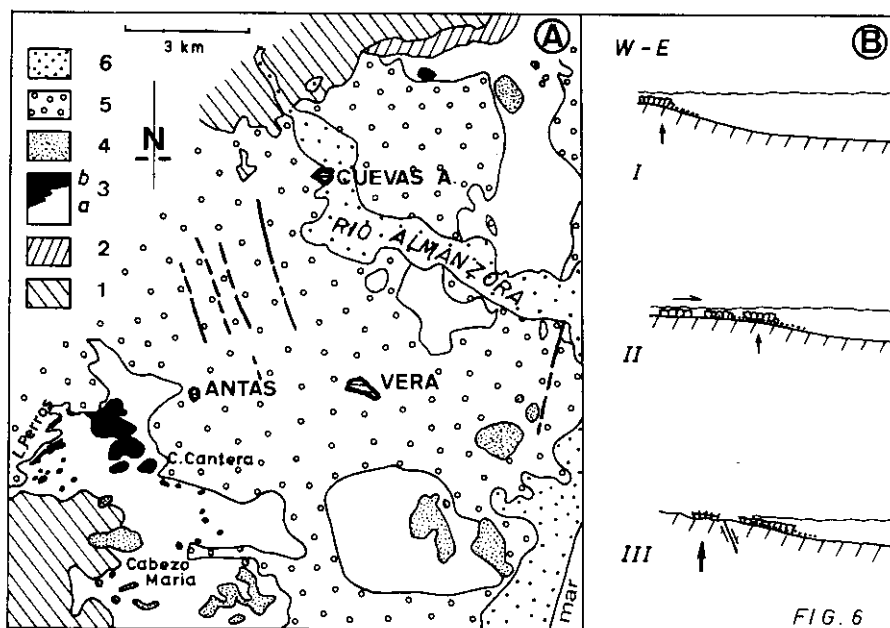 3 km
A
6
5
4
N
b
3
a
2
1
CUEVAS A.
RIO ALMÁNZORA
ANTAS
VERA
L. Perros
C. Cantera
Cabezo
Maria
mar
B
W - E
I
II
III
FIG. 6